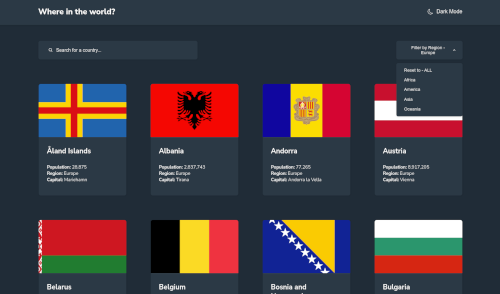 Where in the world?
Dark Mode
Search for a country...
Filter by Region -
Europe
Reset to - ALL
Africa
America
Asia
Oceania
Åland Islands
Population: 28,875
Region: Europe
Capital: Mariehamn
Albania
Population: 2,837,743
Region: Europe
Capital: Tirana
Andorra
Population: 77,265
Region: Europe
Capital: Andorra la Vella
Austria
Population: 8,917,205
Region: Europe
Capital: Vienna
Belarus
Belgium
Bosnia and
Bulgaria